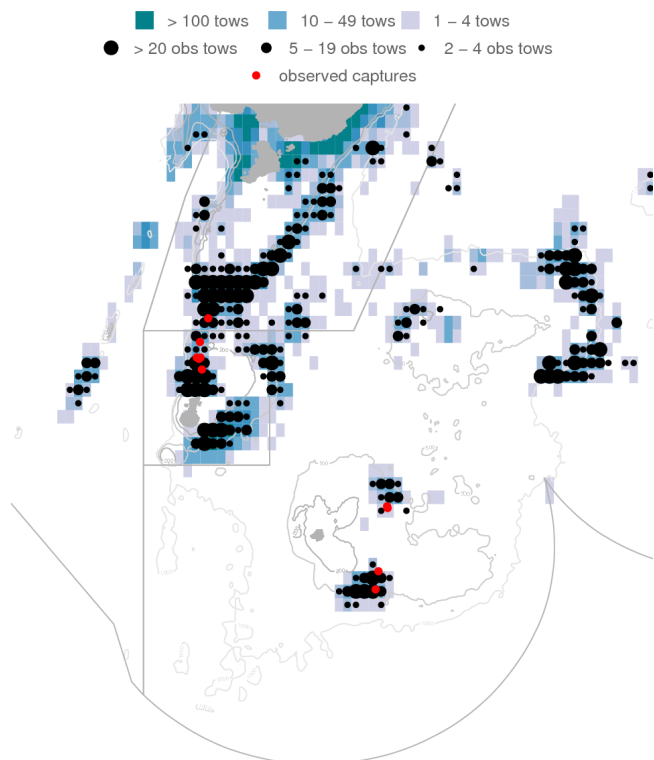 > 100 tows 10 − 49 tows 1 − 4 tows
> 20 obs tows 5 − 19 obs tows 2 − 4 obs tows
observed captures